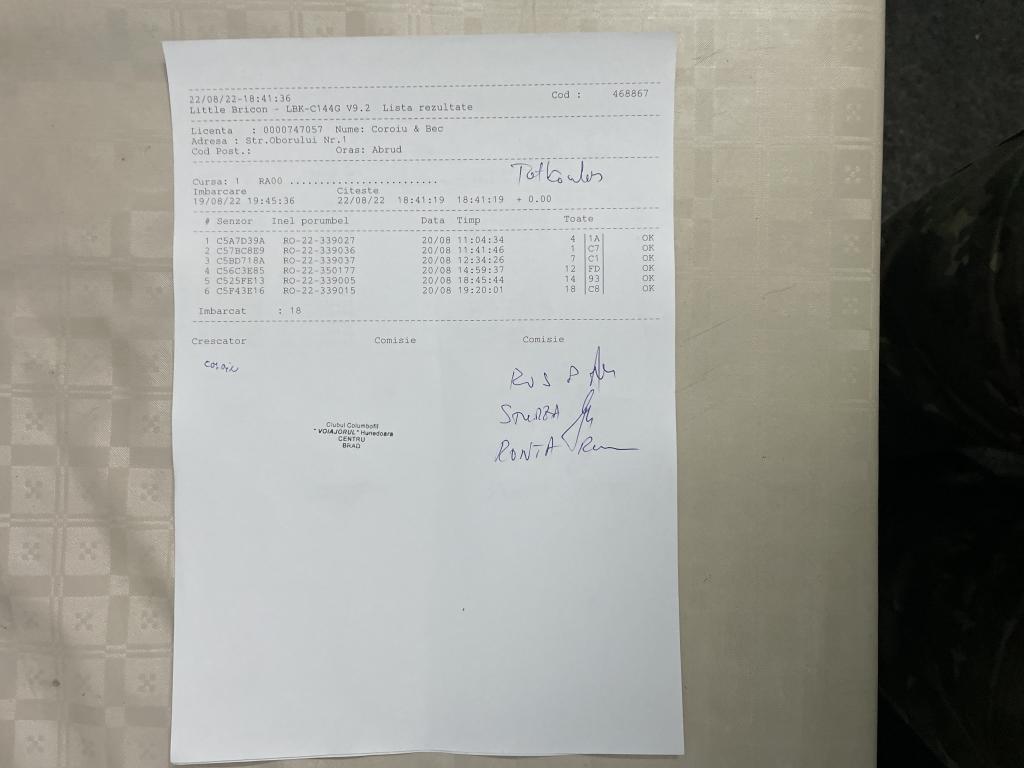 22/08/22-18:41:36 Cod : 468867
Little Bricon - LBK-C144G V9.2 Lista rezultate
Licenta : 0000747057 Nume: Coroiu & Bec
Adresa : Str.Oborului Nr.1
Cod Post.: Oras: Abrud
Cursa: 1 RA00 .........................
Imbarcare Citeste
19/08/22 19:45:36 22/08/22 18:41:19 18:41:19 + 0.00
# Senzor Inel porumbel Data Timp Toate
1 C5A7D39A RO-22-339027 20/08 11:04:34 4 |1A| OK
2 C57BC8E9 RO-22-339036 20/08 11:41:46 1 |C7| OK
3 C5BD718A RO-22-339037 20/08 12:34:26 7 |C1| OK
4 C56C3E85 RO-22-350177 20/08 14:59:37 12 |FD| OK
5 C525FE13 RO-22-339005 20/08 18:45:44 14 |93| OK
6 C5F43E16 RO-22-339015 20/08 19:20:01 18 |C8| OK
Imbarcat : 18
Crescator Comisie Comisie
Coroiu
RUS P
STURZA
RONTA
Clubul Columbofil
"VOIAJORUL" Hunedoara
CENTRU
BRAD